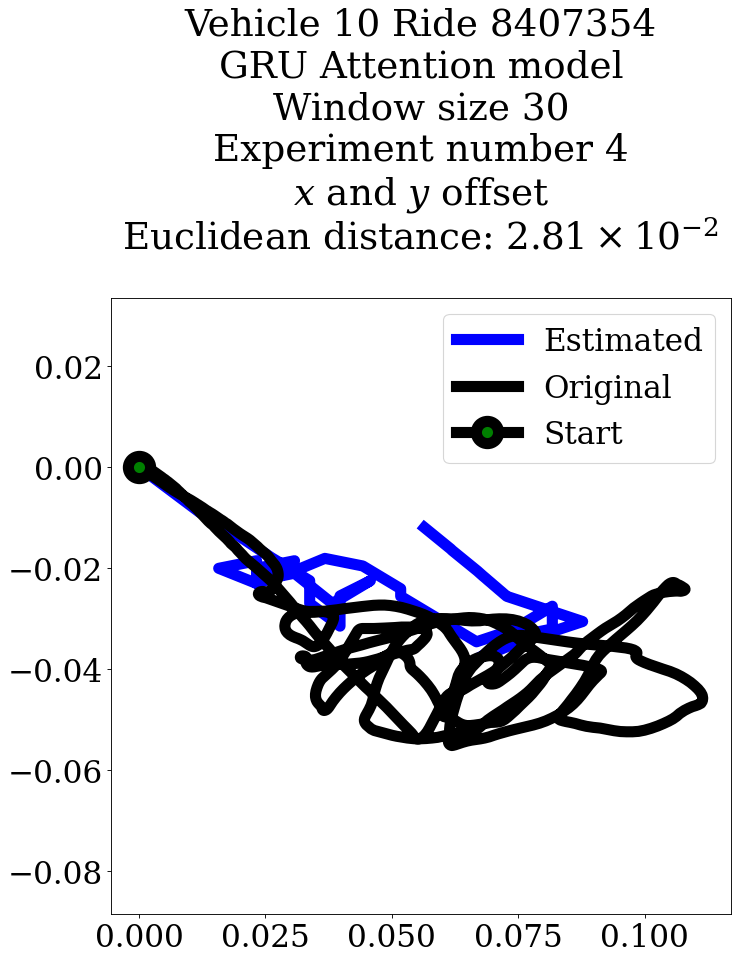 Vehicle 10 Ride 8407354
GRU Attention model
Window size 30
Experiment number 4
x and y offset
Euclidean distance: 2.81 × 10⁻²
Estimated
Original
Start
0.02
0.00
−0.02
−0.04
−0.06
−0.08
0.000 0.025 0.050 0.075 0.100